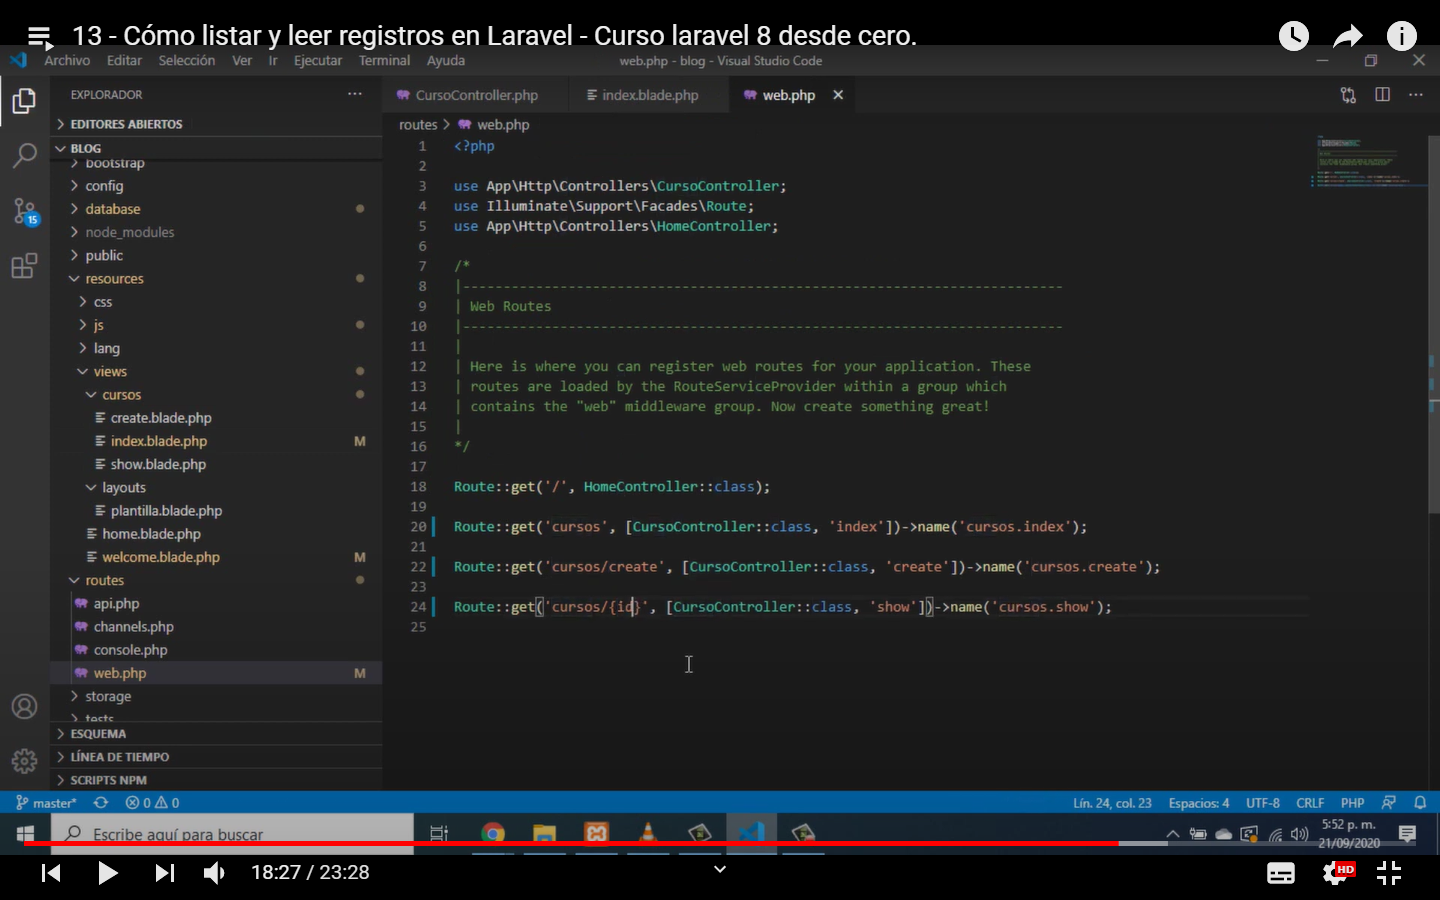 13 - Cómo listar y leer registros en Laravel - Curso laravel 8 desde cero.
Archivo Editar Selección Ver Ir Ejecutar Terminal Ayuda
web.php - blog - Visual Studio Code
EXPLORADOR ...
CursoController.php index.blade.php web.php
EDITORES ABIERTOS
BLOG
bootstrap
config
database
node_modules
public
resources
css
js
lang
views
cursos
create.blade.php
index.blade.php M
show.blade.php
layouts
plantilla.blade.php
home.blade.php
welcome.blade.php M
routes
api.php
channels.php
console.php
web.php M
storage
tests
ESQUEMA
LÍNEA DE TIEMPO
SCRIPTS NPM
15
routes > web.php
1 <?php
2
3 use App\Http\Controllers\CursoController;
4 use Illuminate\Support\Facades\Route;
5 use App\Http\Controllers\HomeController;
6
7 /*
8 |--------------------------------------------------------------------------
9 | Web Routes
10 |--------------------------------------------------------------------------
11 |
12 | Here is where you can register web routes for your application. These
13 | routes are loaded by the RouteServiceProvider within a group which
14 | contains the "web" middleware group. Now create something great!
15 |
16 */
17
18 Route::get('/', HomeController::class);
19
20 Route::get('cursos', [CursoController::class, 'index'])->name('cursos.index');
21
22 Route::get('cursos/create', [CursoController::class, 'create'])->name('cursos.create');
23
24 Route::get('cursos/{id}', [CursoController::class, 'show'])->name('cursos.show');
25
master* 0 0 Lín. 24, col. 23 Espacios: 4 UTF-8 CRLF PHP
Escribe aquí para buscar
5:52 p. m.
21/09/2020
18:27 / 23:28
HD